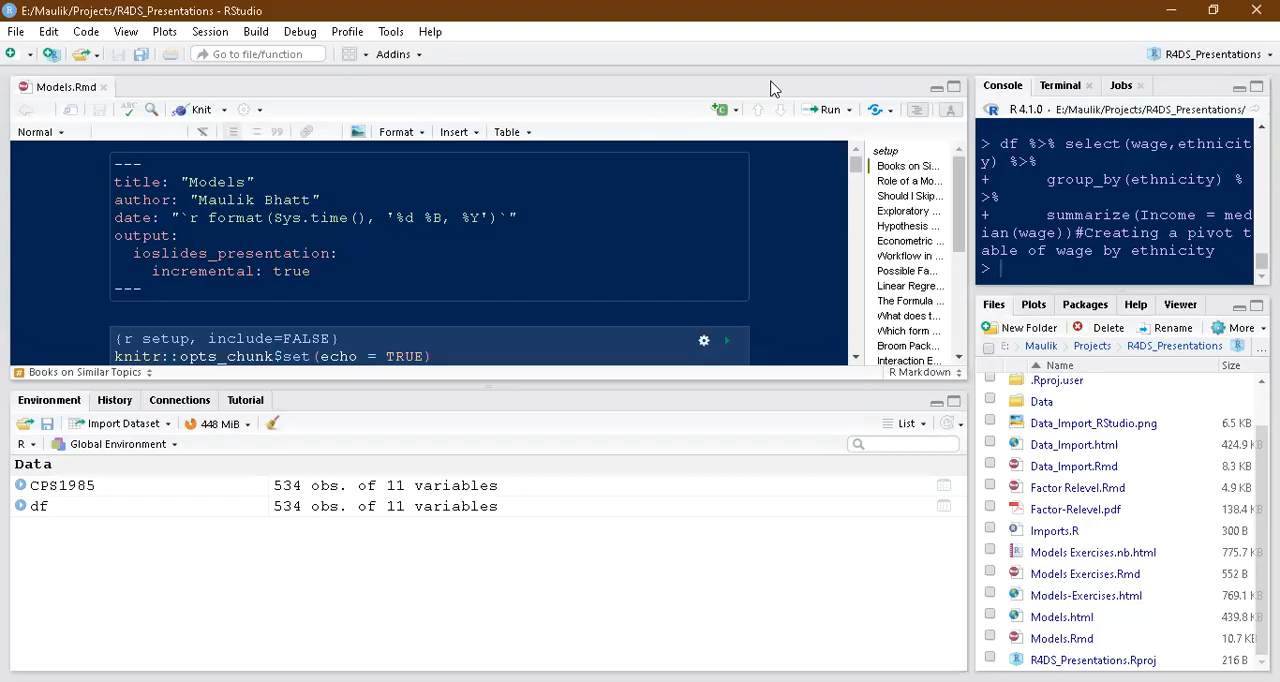 E:/Maulik/Projects/R4DS_Presentations - RStudio
File Edit Code View Plots Session Build Debug Profile Tools Help
Go to file/function Addins R4DS_Presentations
Models.Rmd
ABC Knit Run
Normal Format Insert Table
---
title: "Models"
author: "Maulik Bhatt"
date: "`r format(Sys.time(), '%d %B, %Y')`"
output:
ioslides_presentation:
incremental: true
---
{r setup, include=FALSE}
knitr::opts_chunk$set(echo = TRUE)
setup
Books on Si...
Role of a Mo...
Should I Skip...
Exploratory ...
Hypothesis ...
Econometric ...
Workflow in ...
Possible Fa...
Linear Regre...
The Formula ...
What does t...
Which form ...
Broom Pack...
Interaction E...
Books on Similar Topics R Markdown
Environment History Connections Tutorial
Import Dataset 448 MiB List
R Global Environment
Data
CPS1985 534 obs. of 11 variables
df 534 obs. of 11 variables
Console Terminal Jobs
R 4.1.0 · E:/Maulik/Projects/R4DS_Presentations/
> df %>% select(wage,ethnicit
y) %>%
+ group_by(ethnicity) %
>%
+ summarize(Income = med
ian(wage))#Creating a pivot t
able of wage by ethnicity
>
Files Plots Packages Help Viewer
New Folder Delete Rename More
E: Maulik Projects R4DS_Presentations ...
Name Size
.Rproj.user
Data
Data_Import_RStudio.png 6.5 KB
Data_Import.html 424.9 KB
Data_Import.Rmd 8.3 KB
Factor Relevel.Rmd 4.9 KB
Factor-Relevel.pdf 138.4 KB
Imports.R 300 B
Models Exercises.nb.html 775.7 KB
Models Exercises.Rmd 552 B
Models-Exercises.html 769.1 KB
Models.html 439.8 KB
Models.Rmd 10.7 KB
R4DS_Presentations.Rproj 216 B